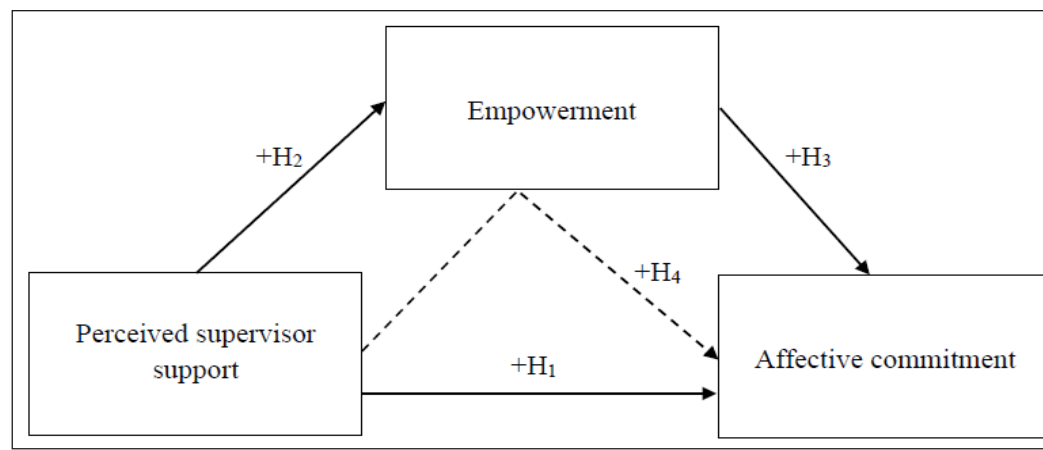 Empowerment
+H₂
+H₃
+H₄
Perceived supervisor
support
+H₁
Affective commitment